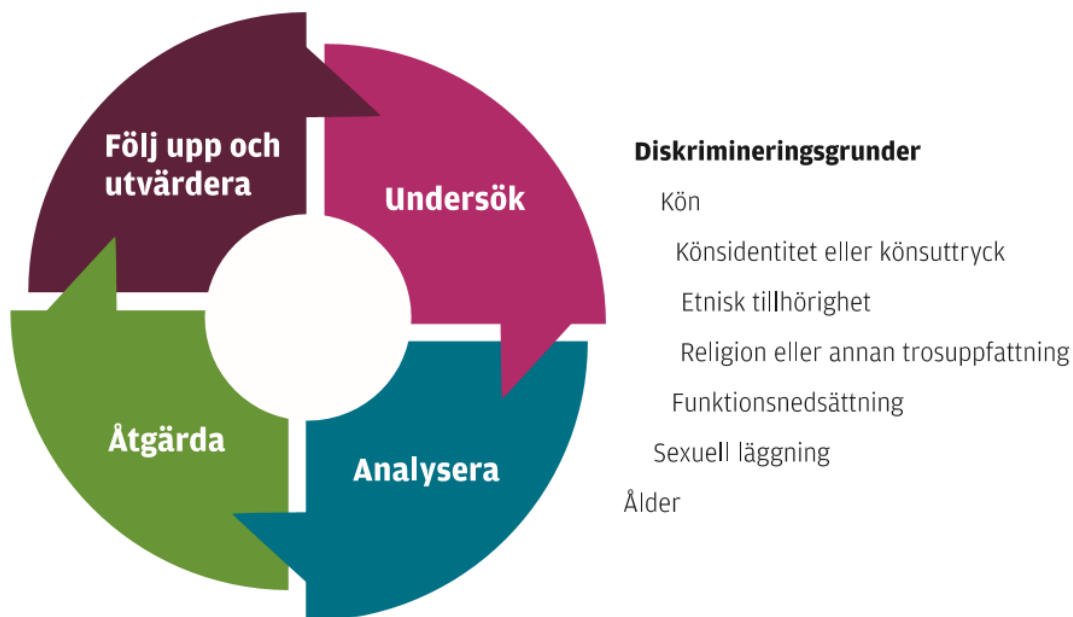 Följ upp och
utvärdera
Undersök
Åtgärda
Analysera
Diskrimineringsgrunder
Kön
Könsidentitet eller könsuttryck
Etnisk tillhörighet
Religion eller annan trosuppfattning
Funktionsnedsättning
Sexuell läggning
Ålder